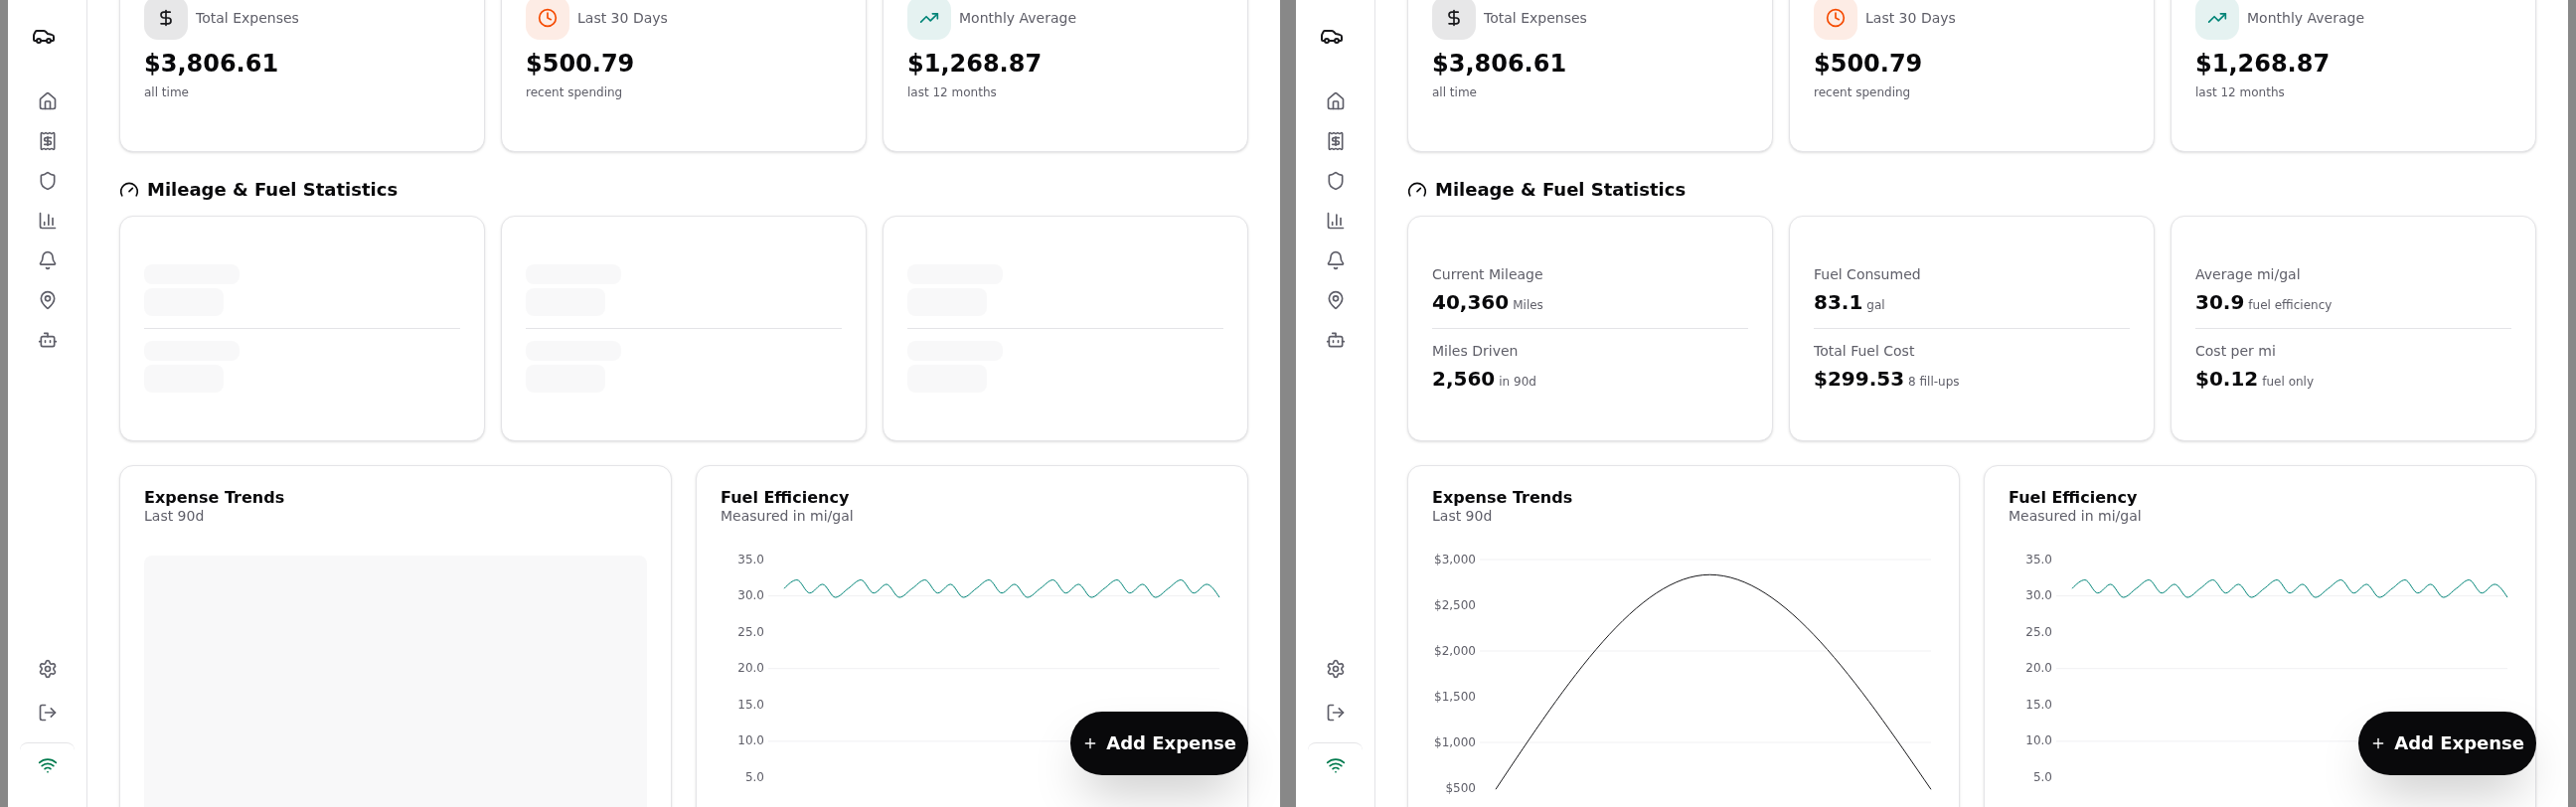 Total Expenses
$3,806.61
all time
Last 30 Days
$500.79
recent spending
Monthly Average
$1,268.87
last 12 months
Mileage & Fuel Statistics
Expense Trends
Last 90d
Fuel Efficiency
Measured in mi/gal
35.0
30.0
25.0
20.0
15.0
10.0
5.0
+ Add Expense
Total Expenses
$3,806.61
all time
Last 30 Days
$500.79
recent spending
Monthly Average
$1,268.87
last 12 months
Mileage & Fuel Statistics
Current Mileage
40,360 Miles
Miles Driven
2,560 in 90d
Fuel Consumed
83.1 gal
Total Fuel Cost
$299.53 8 fill-ups
Average mi/gal
30.9 fuel efficiency
Cost per mi
$0.12 fuel only
Expense Trends
Last 90d
$3,000
$2,500
$2,000
$1,500
$1,000
$500
Fuel Efficiency
Measured in mi/gal
35.0
30.0
25.0
20.0
15.0
10.0
5.0
+ Add Expense